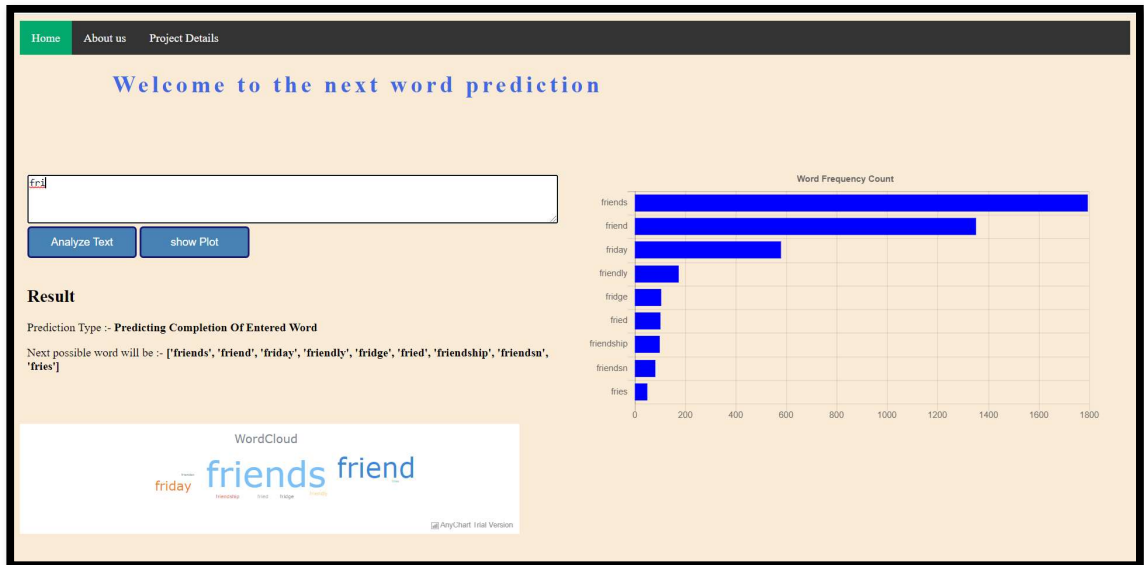 Home About us Project Details
Welcome to the next word prediction
fri
Analyze Text show Plot
Result
Prediction Type :- Predicting Completion Of Entered Word
Next possible word will be :- ['friends', 'friend', 'friday', 'friendly', 'fridge', 'fried', 'friendship', 'friendsn',
'fries']
WordCloud
friends
friend
friday
friendship fried fridge
AnyChart Trial Version
Word Frequency Count
friends
friend
friday
friendly
fridge
fried
friendship
friendsn
fries
0 200 400 600 800 1000 1200 1400 1600 1800